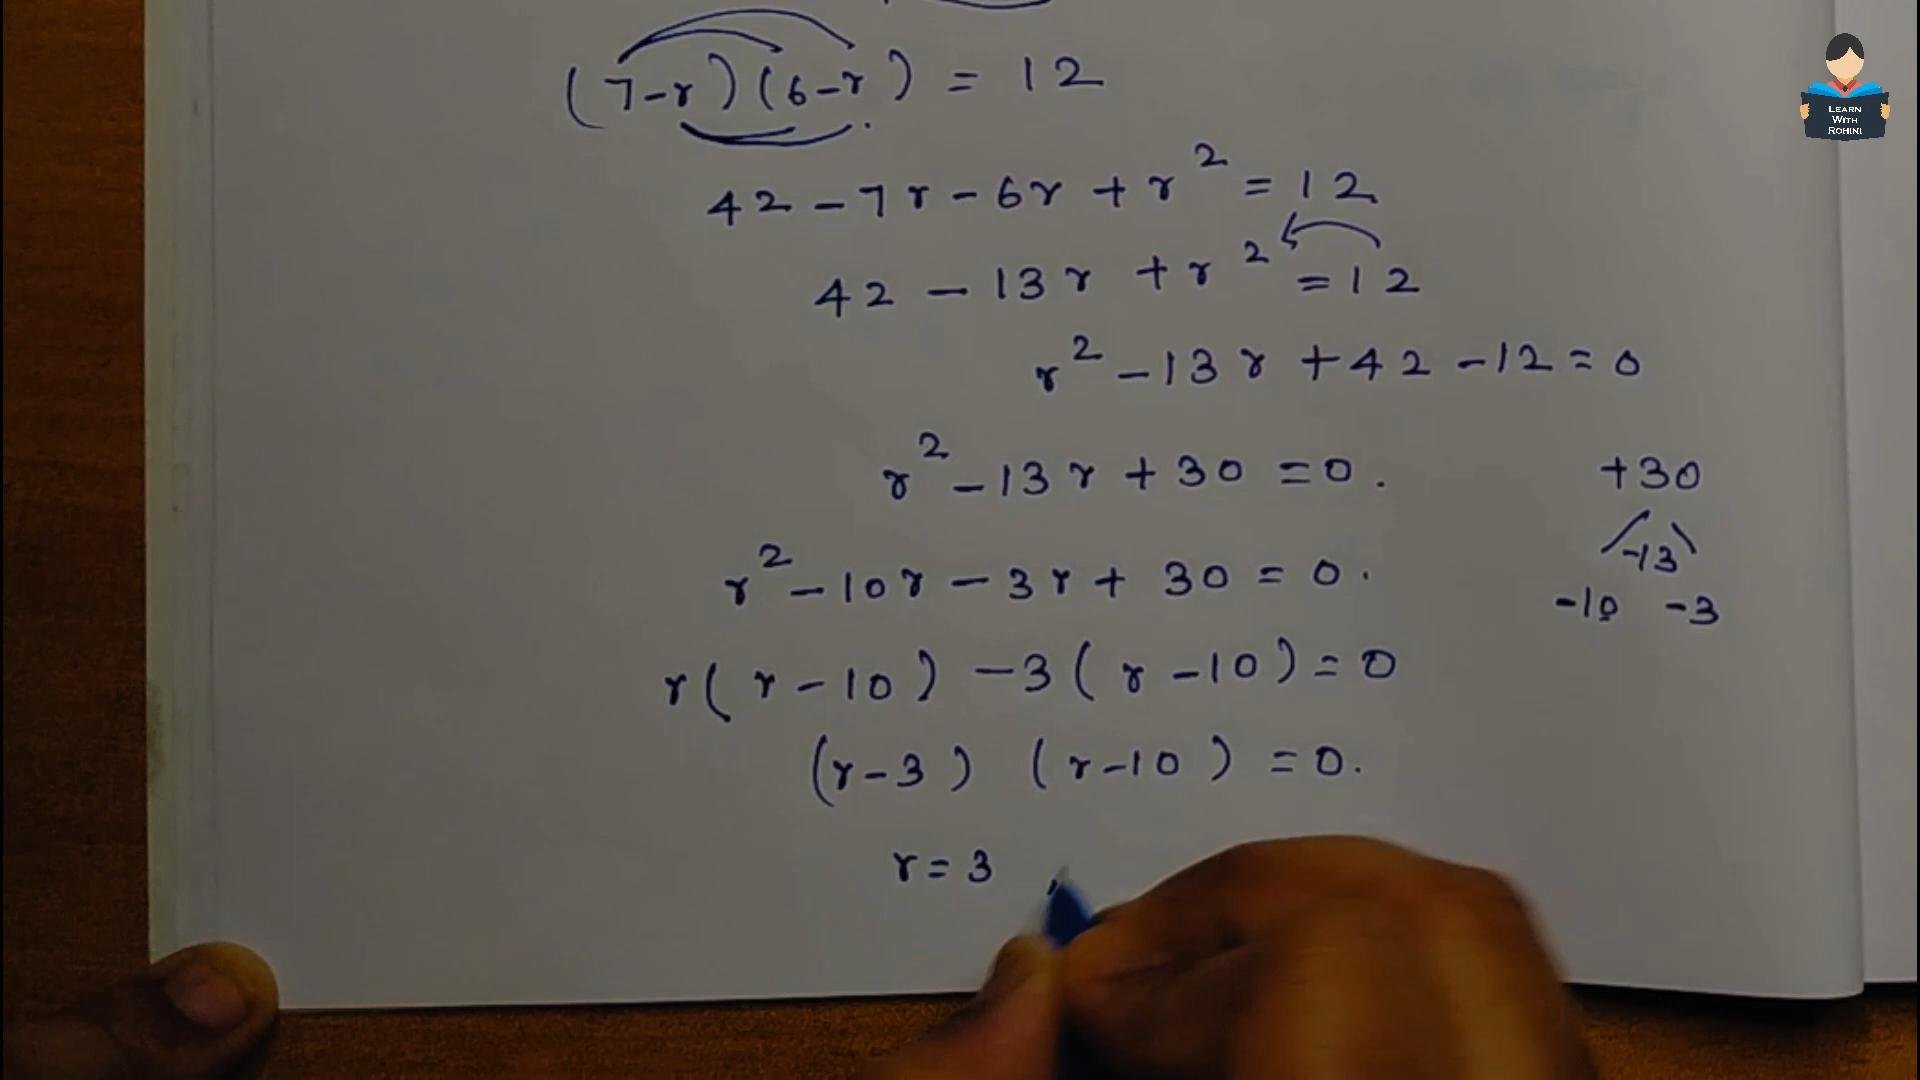 (7-r)(6-r) = 12
42 - 7r - 6r + r² = 12
42 - 13r + r² = 12
r² - 13r + 42 - 12 = 0
r² - 13r + 30 = 0.
+30
-13
-10 -3
r² - 10r - 3r + 30 = 0.
r(r - 10) - 3(r - 10) = 0
(r - 3) (r - 10) = 0.
r = 3 ,
LEARN
WITH
ROHINI